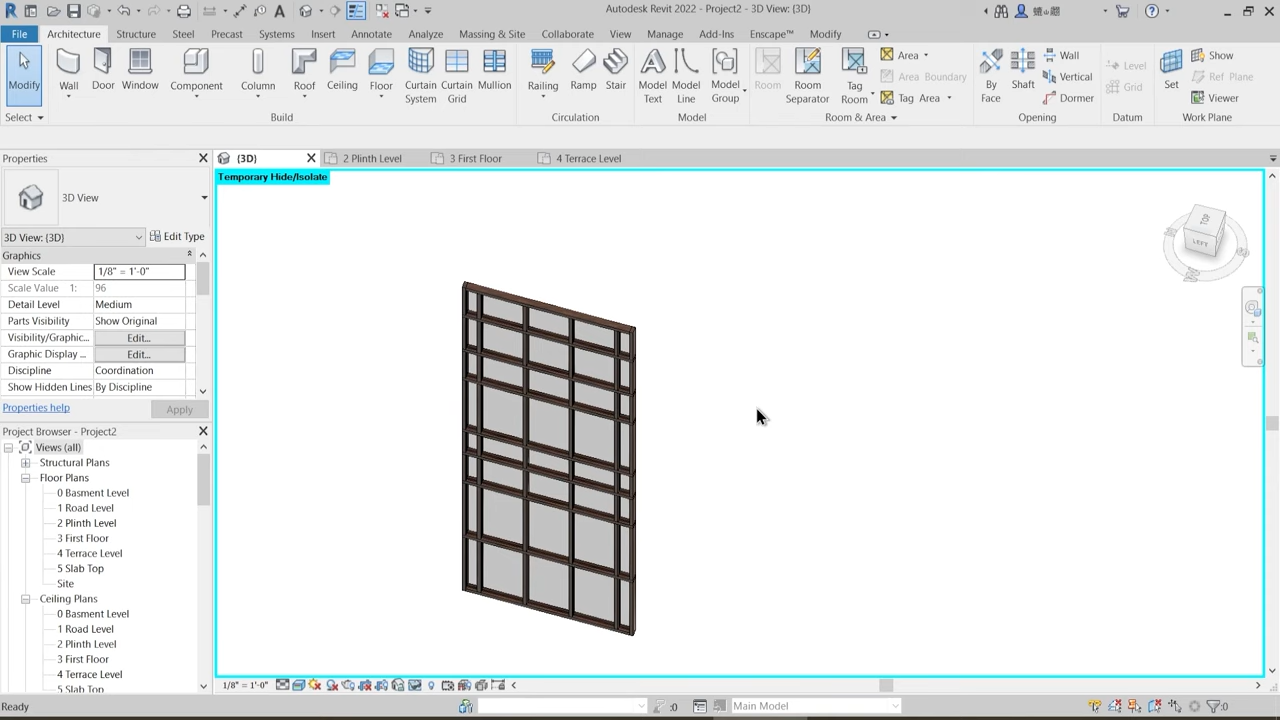 Autodesk Revit 2022 - Project2 - 3D View: {3D}
File Architecture Structure Steel Precast Systems Insert Annotate Analyze Massing & Site Collaborate View Manage Add-Ins Enscape™ Modify
Modify Wall Door Window Component Column Roof Ceiling Floor Curtain System Curtain Grid Mullion Railing Ramp Stair Model Text Model Line Model Group Room Room Separator Tag Room By Face Shaft Set
Area Wall Level Show
Area Boundary Vertical Grid Ref Plane
Tag Area Dormer Viewer
Select Build Circulation Model Room & Area Opening Datum Work Plane
Properties
{3D} 2 Plinth Level 3 First Floor 4 Terrace Level
Temporary Hide/Isolate
3D View
3D View: {3D} Edit Type
Graphics
View Scale 1/8" = 1'-0"
Scale Value 1: 96
Detail Level Medium
Parts Visibility Show Original
Visibility/Graphic... Edit...
Graphic Display ... Edit...
Discipline Coordination
Show Hidden Lines By Discipline
Properties help Apply
Project Browser - Project2
Views (all)
Structural Plans
Floor Plans
0 Basment Level
1 Road Level
2 Plinth Level
3 First Floor
4 Terrace Level
5 Slab Top
Site
Ceiling Plans
0 Basment Level
1 Road Level
2 Plinth Level
3 First Floor
4 Terrace Level
5 Slab Top
TOP
LEFT
1/8" = 1'-0"
Ready :0 Main Model :0